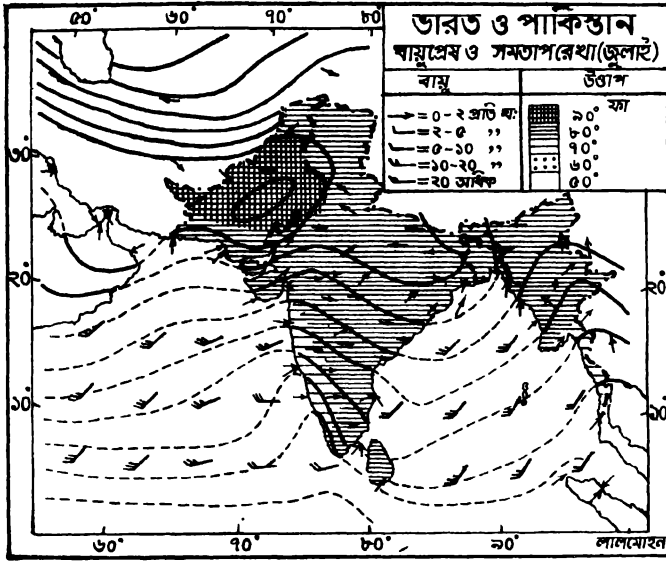 ৫০° ৬০° ৭০° ৮০°
ভারত ও পাকিস্তান
বায়ুপ্রেষ ও সমতাপরেখা (জুলাই)
বায়ু উত্তাপ
ফা
= ০ - ২ প্রতি ঘঃ ৯০°
= ২ - ৫ ,, ৮০°
= ৫ - ১০ ,, ৭০°
= ১০ - ২০ ,, ৬০°
= ২০ অধিক ৫০°
৩০°
২০° ২০°
১০° ১০°
৬০° ৭০° ৮০° ৯০° লালমোহন